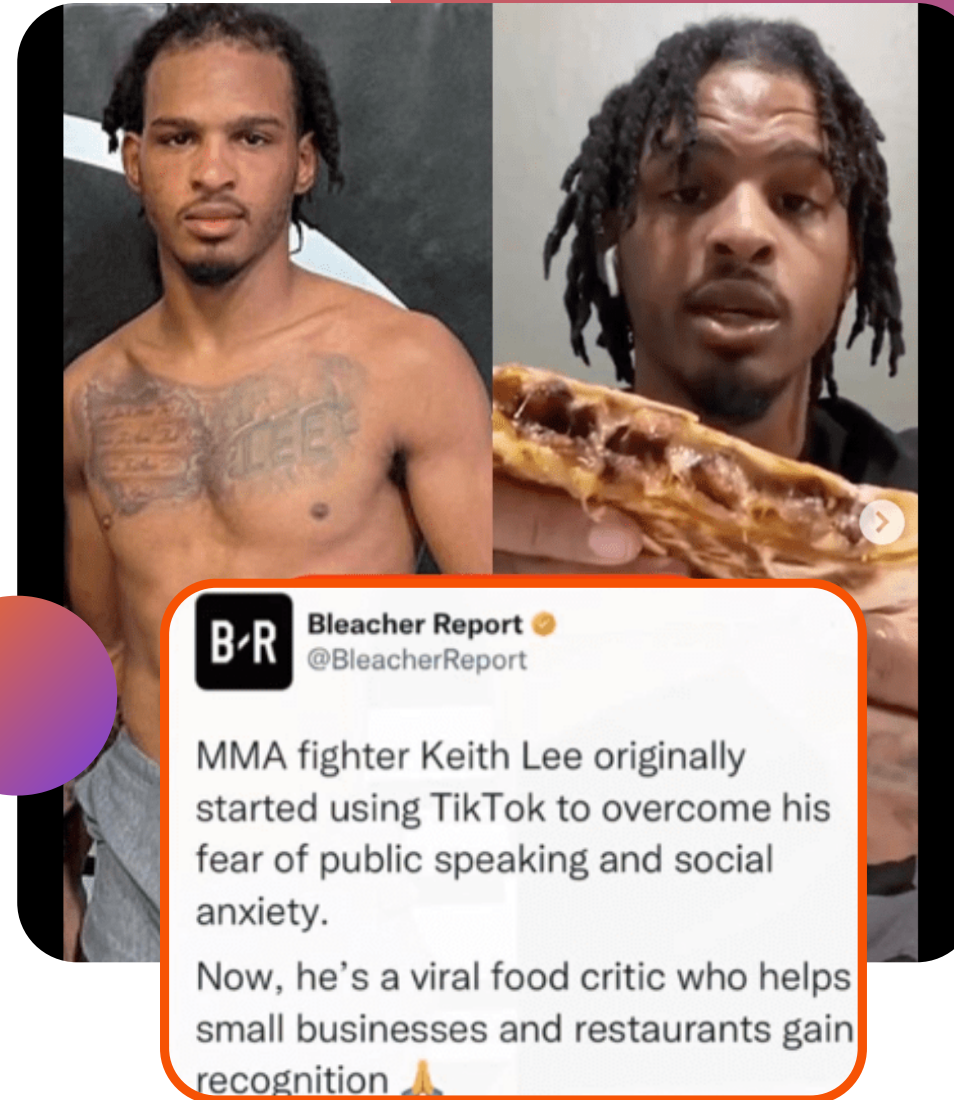 LEE
B/R
Bleacher Report
@BleacherReport
MMA fighter Keith Lee originally
started using TikTok to overcome his
fear of public speaking and social
anxiety.
Now, he’s a viral food critic who helps
small businesses and restaurants gain
recognition 🙏